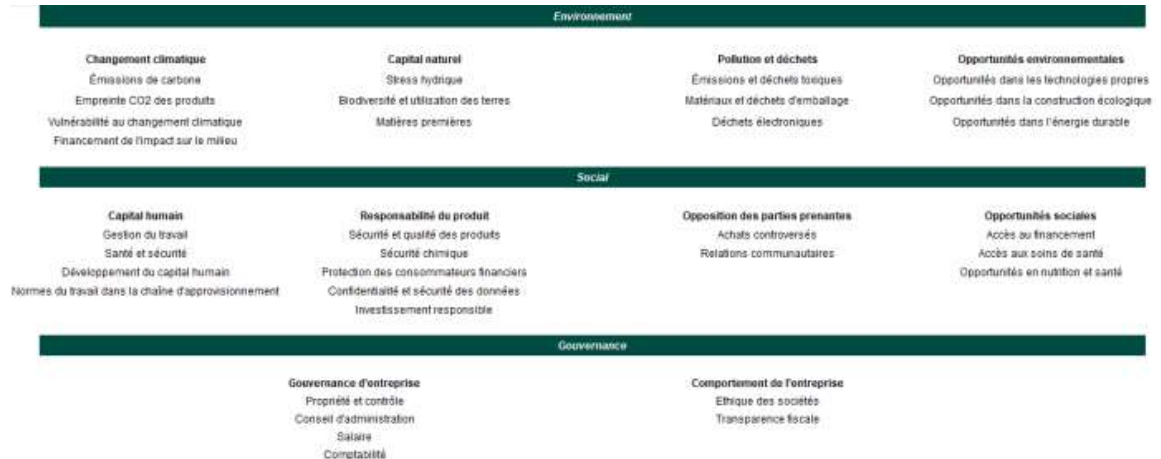 Environnement
Changement climatique
Émissions de carbone
Empreinte CO2 des produits
Vulnérabilité au changement climatique
Financement de l'impact sur le milieu
Capital naturel
Stress hydrique
Biodiversité et utilisation des terres
Matières premières
Pollution et déchets
Émissions et déchets toxiques
Matériaux et déchets d'emballage
Déchets électroniques
Opportunités environnementales
Opportunités dans les technologies propres
Opportunités dans la construction écologique
Opportunités dans l'énergie durable
Social
Capital humain
Gestion du travail
Santé et sécurité
Développement du capital humain
Normes du travail dans la chaîne d'approvisionnement
Responsabilité du produit
Sécurité et qualité des produits
Sécurité chimique
Protection des consommateurs financiers
Confidentialité et sécurité des données
Investissement responsible
Opposition des parties prenantes
Achats controversés
Relations communautaires
Opportunités sociales
Accès au financement
Accès aux soins de santé
Opportunités en nutrition et santé
Gouvernance
Gouvernance d'entreprise
Propriété et contrôle
Conseil d'administration
Salaire
Comptabilité
Comportement de l'entreprise
Ethique des sociétés
Transparence fiscale